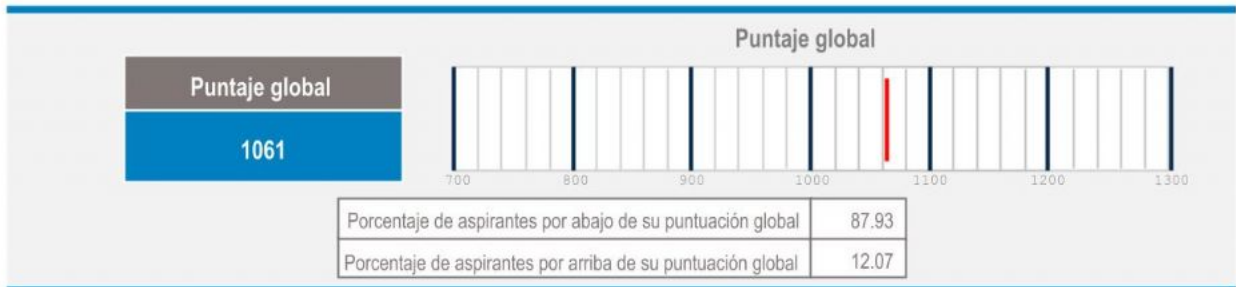 Puntaje global
Puntaje global
1061
700 800 900 1000 1100 1200 1300
Porcentaje de aspirantes por abajo de su puntuación global 87.93
Porcentaje de aspirantes por arriba de su puntuación global 12.07